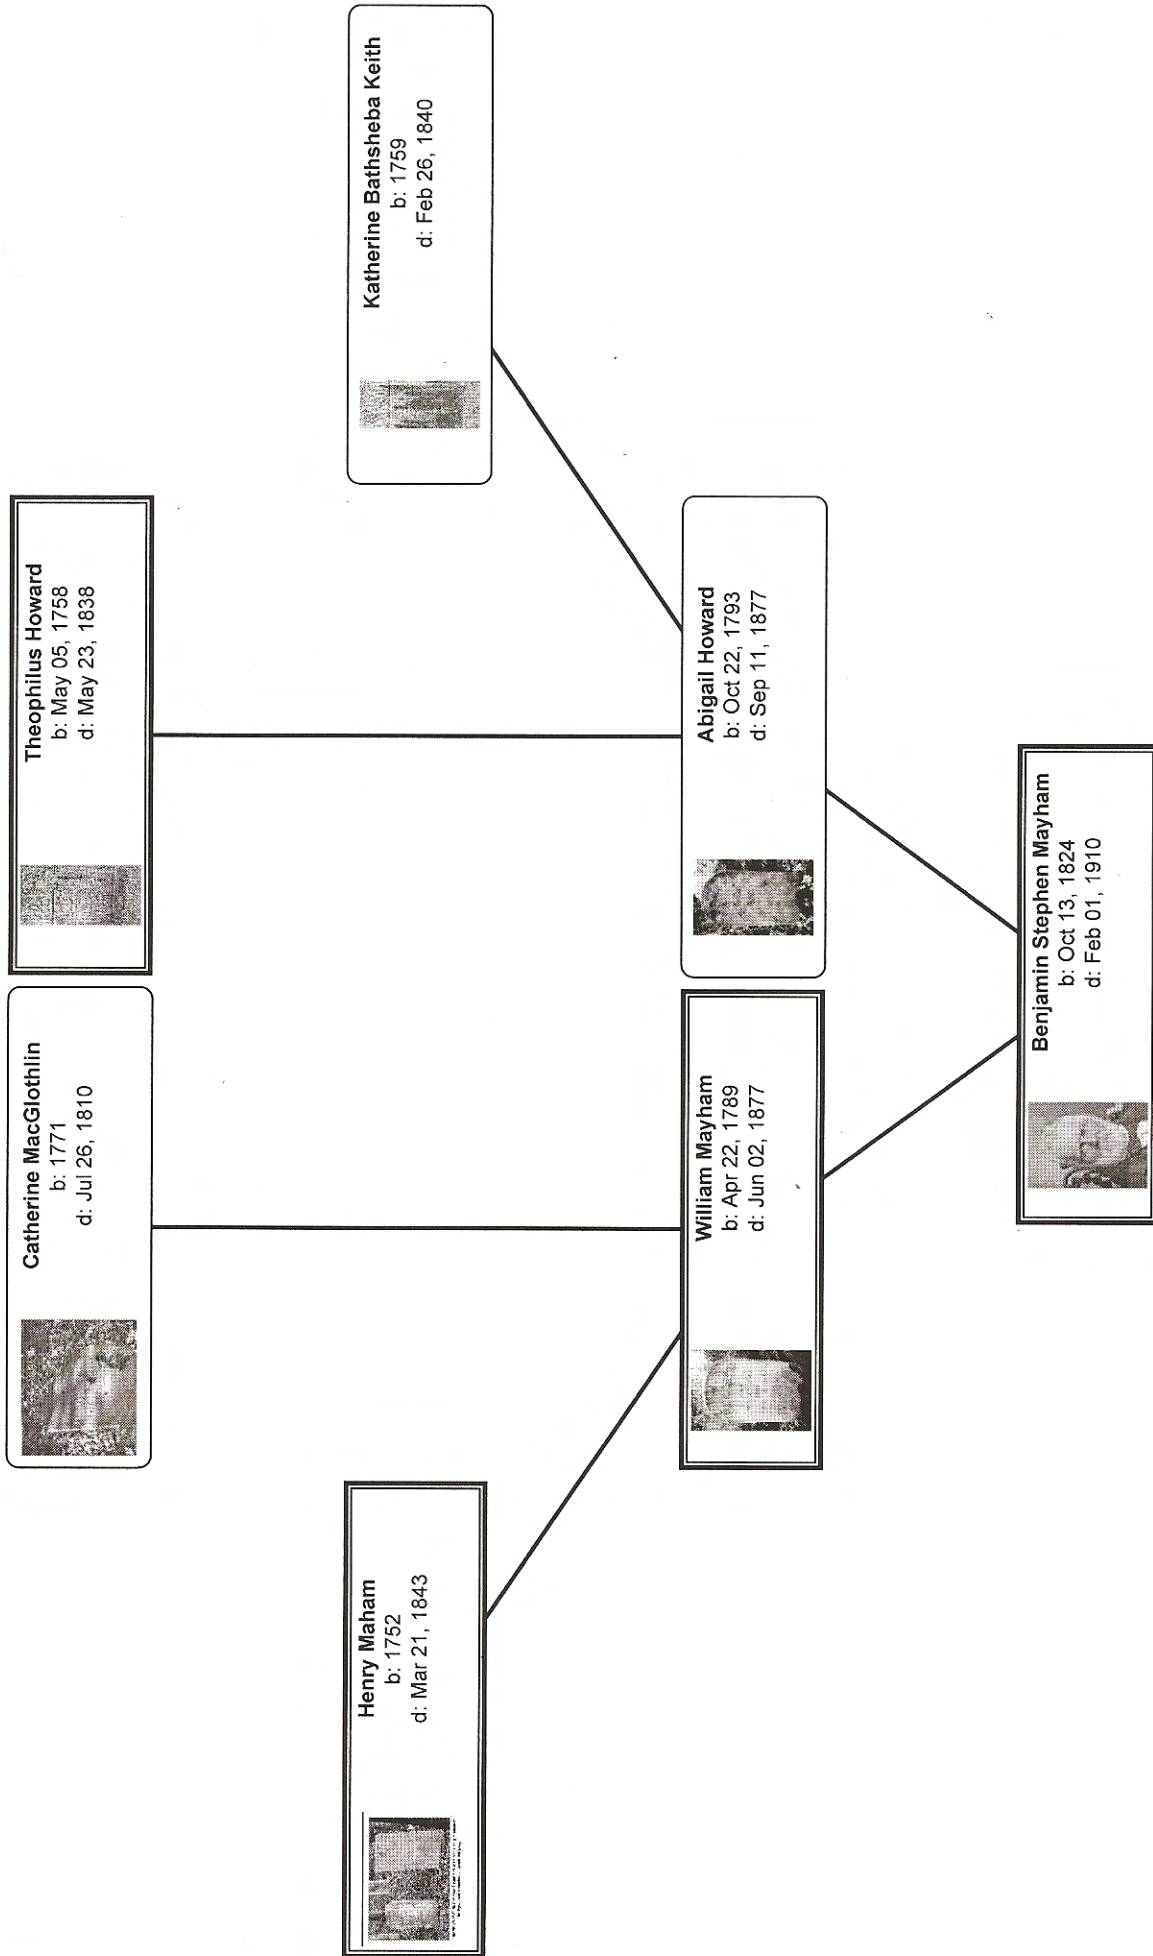 Catherine MacGlothlin
b: 1771
d: Jul 26, 1810
Theophilus Howard
b: May 05, 1758
d: May 23, 1838
Henry Maham
b: 1752
d: Mar 21, 1843
Katherine Bathsheba Keith
b: 1759
d: Feb 26, 1840
William Mayham
b: Apr 22, 1789
d: Jun 02, 1877
Abigail Howard
b: Oct 22, 1793
d: Sep 11, 1877
Benjamin Stephen Mayham
b: Oct 13, 1824
d: Feb 01, 1910